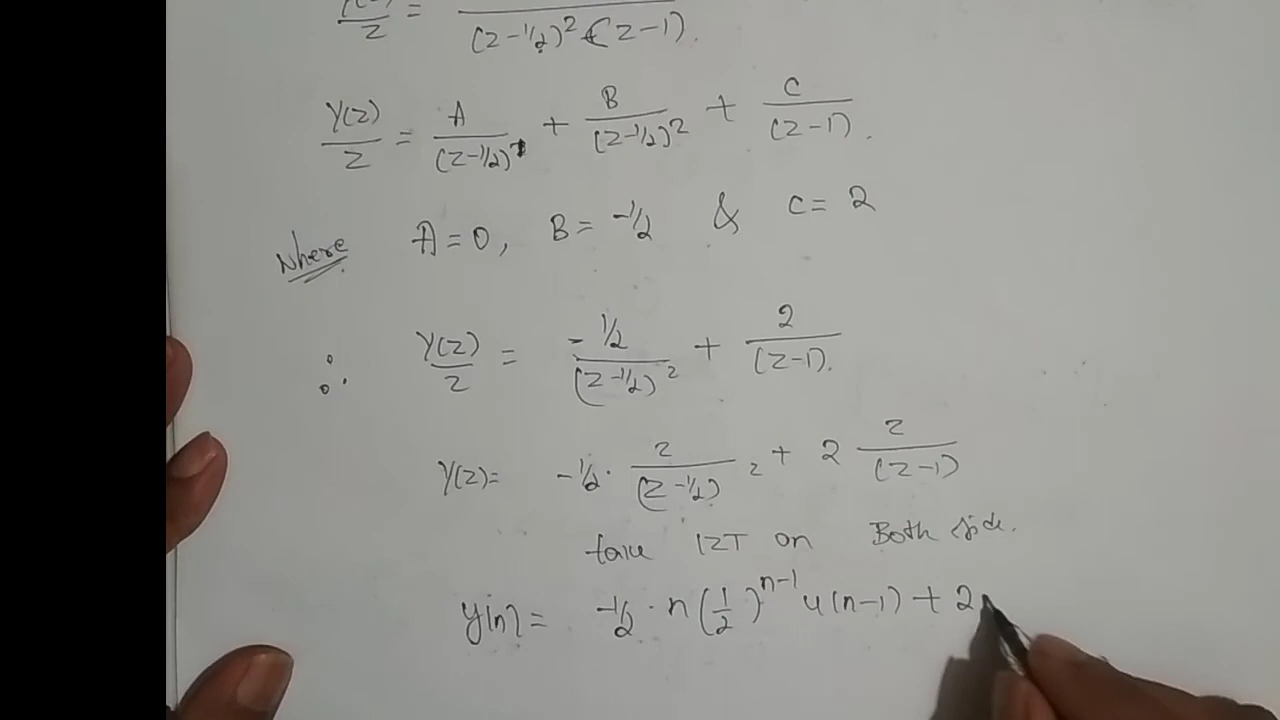 /z = / (z-1/2)² (z-1).
Y(z)/z = A/(z-1/2) + B/(z-1/2)² + C/(z-1).
Where A=0, B= -1/2 & C= 2
∴ Y(z)/z = -1/2/(z-1/2)² + 2/(z-1).
Y(z)= -1/2 · z/(z-1/2)² + 2 z/(z-1)
take IZT on Both side.
y(n)= -1/2 · n(1/2)^(n-1) u(n-1) + 2